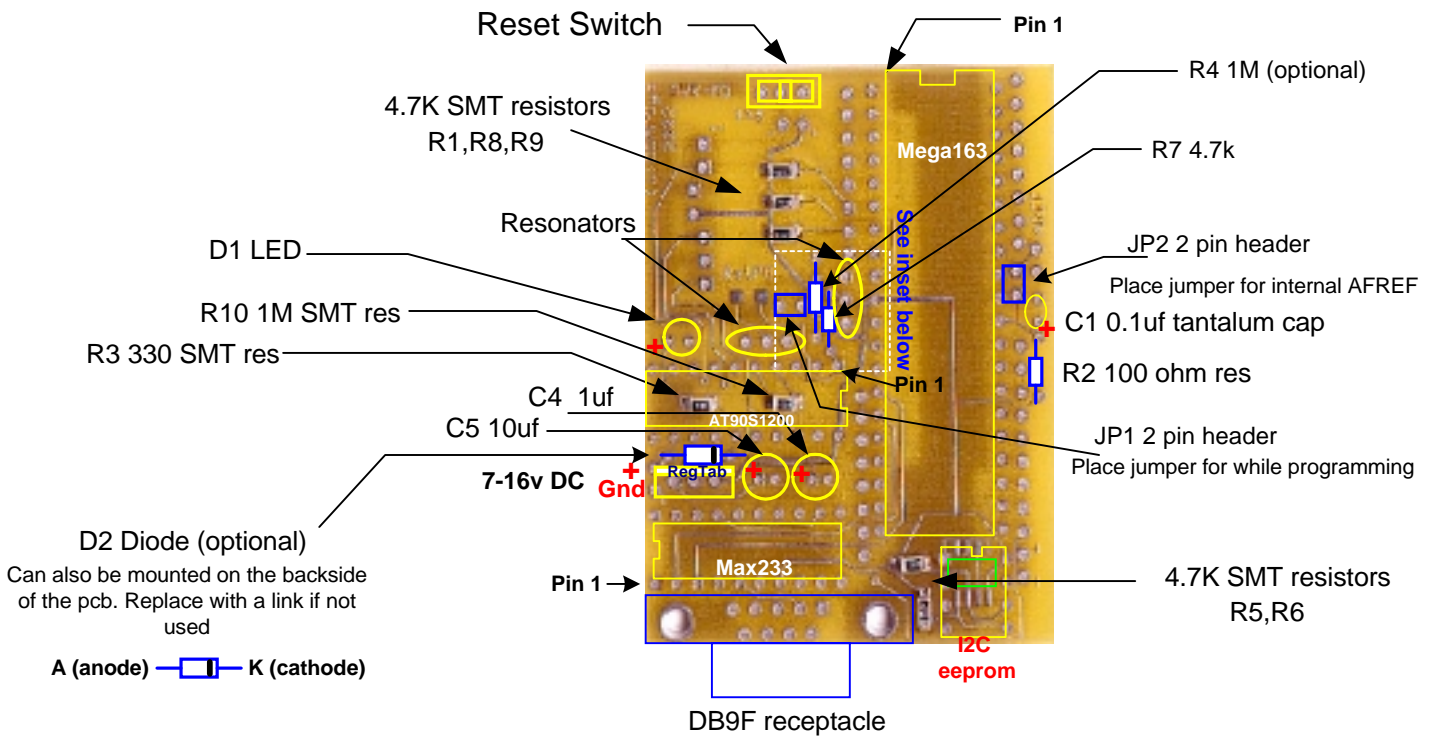 Reset Switch
Pin 1
R4 1M (optional)
4.7K SMT resistors
R1,R8,R9
Mega163
R7 4.7k
See inset below
Resonators
D1 LED
JP2 2 pin header
Place jumper for internal AFREF
R10 1M SMT res
+
+
C1 0.1uf tantalum cap
R3 330 SMT res
Pin 1
R2 100 ohm res
C4 1uf
AT90S1200
C5 10uf
JP1 2 pin header
Place jumper for while programming
+
RegTab
+
+
7-16v DC
Gnd
D2 Diode (optional)
Can also be mounted on the backside
of the pcb. Replace with a link if not
used
Max233
Pin 1
4.7K SMT resistors
R5,R6
A (anode)
K (cathode)
I2C
eeprom
DB9F receptacle